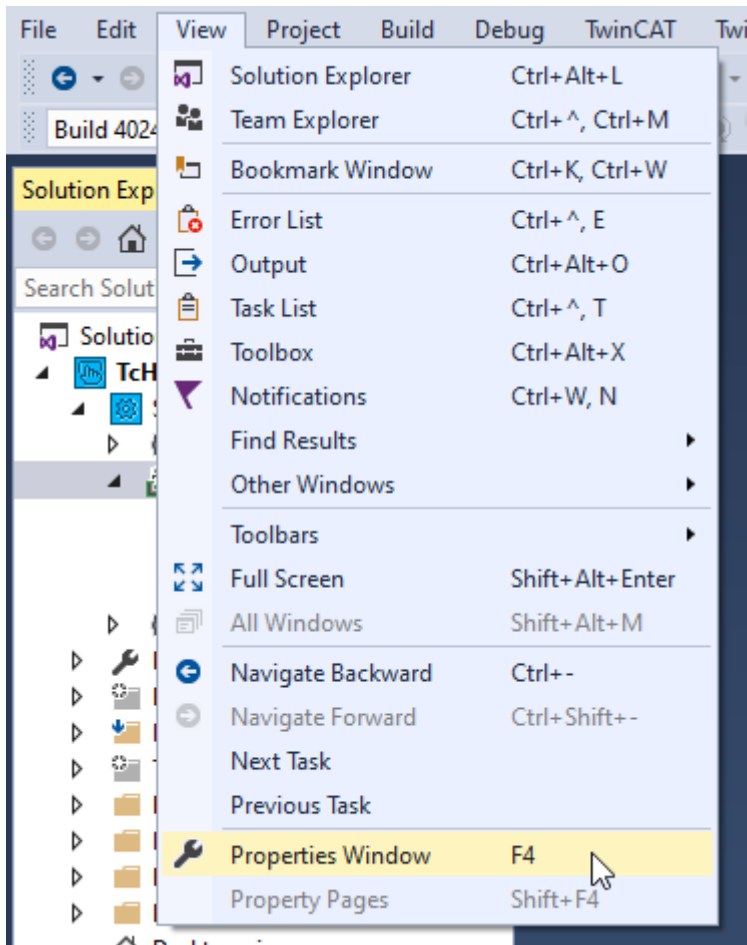 File Edit View Project Build Debug TwinCAT
Build 4024
Solution Exp
Search Solut
Solutio
TcH
Solution Explorer Ctrl+Alt+L
Team Explorer Ctrl+^, Ctrl+M
Bookmark Window Ctrl+K, Ctrl+W
Error List Ctrl+^, E
Output Ctrl+Alt+O
Task List Ctrl+^, T
Toolbox Ctrl+Alt+X
Notifications Ctrl+W, N
Find Results
Other Windows
Toolbars
Full Screen Shift+Alt+Enter
All Windows Shift+Alt+M
Navigate Backward Ctrl+-
Navigate Forward Ctrl+Shift+-
Next Task
Previous Task
Properties Window F4
Property Pages Shift+F4